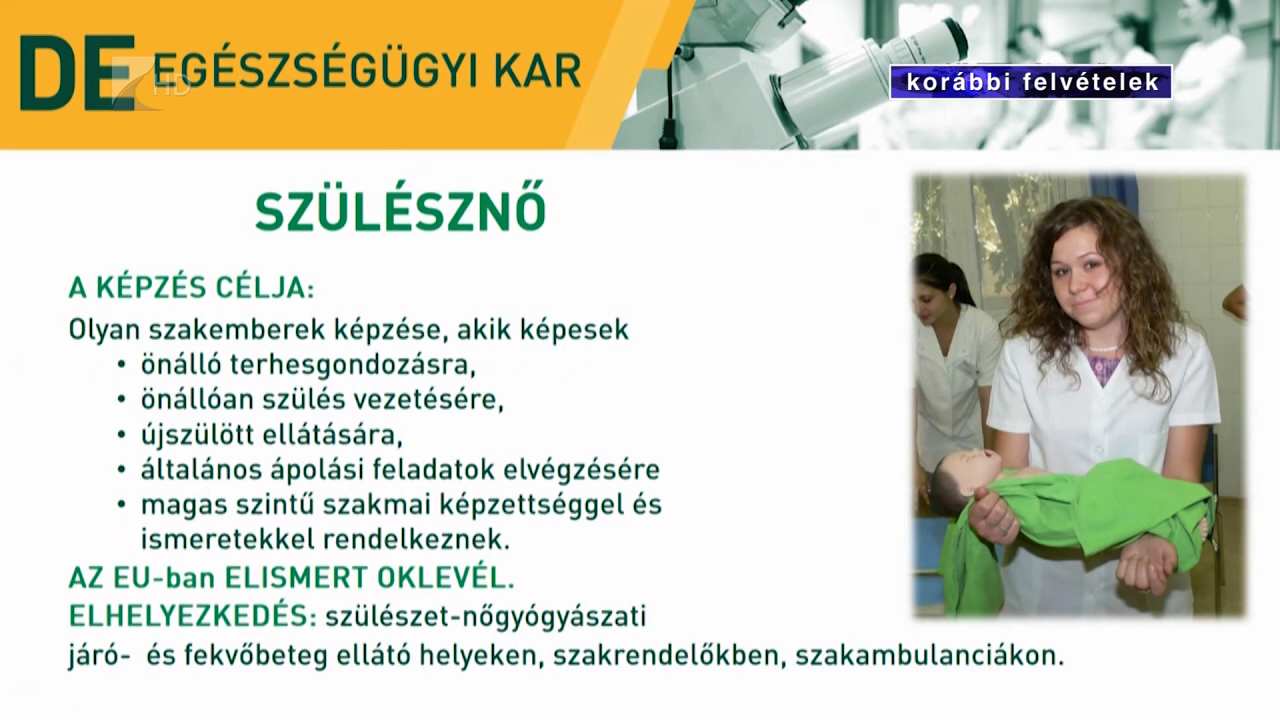 DE EGÉSZSÉGÜGYI KAR
HD
korábbi felvételek
SZÜLÉSZNŐ
A KÉPZÉS CÉLJA:
Olyan szakemberek képzése, akik képesek
• önálló terhesgondozásra,
• önállóan szülés vezetésére,
• újszülött ellátására,
• általános ápolási feladatok elvégzésére
• magas szintű szakmai képzettséggel és
ismeretekkel rendelkeznek.
AZ EU-ban ELISMERT OKLEVÉL.
ELHELYEZKEDÉS: szülészet-nőgyógyászati
járó- és fekvőbeteg ellátó helyeken, szakrendelőkben, szakambulanciákon.